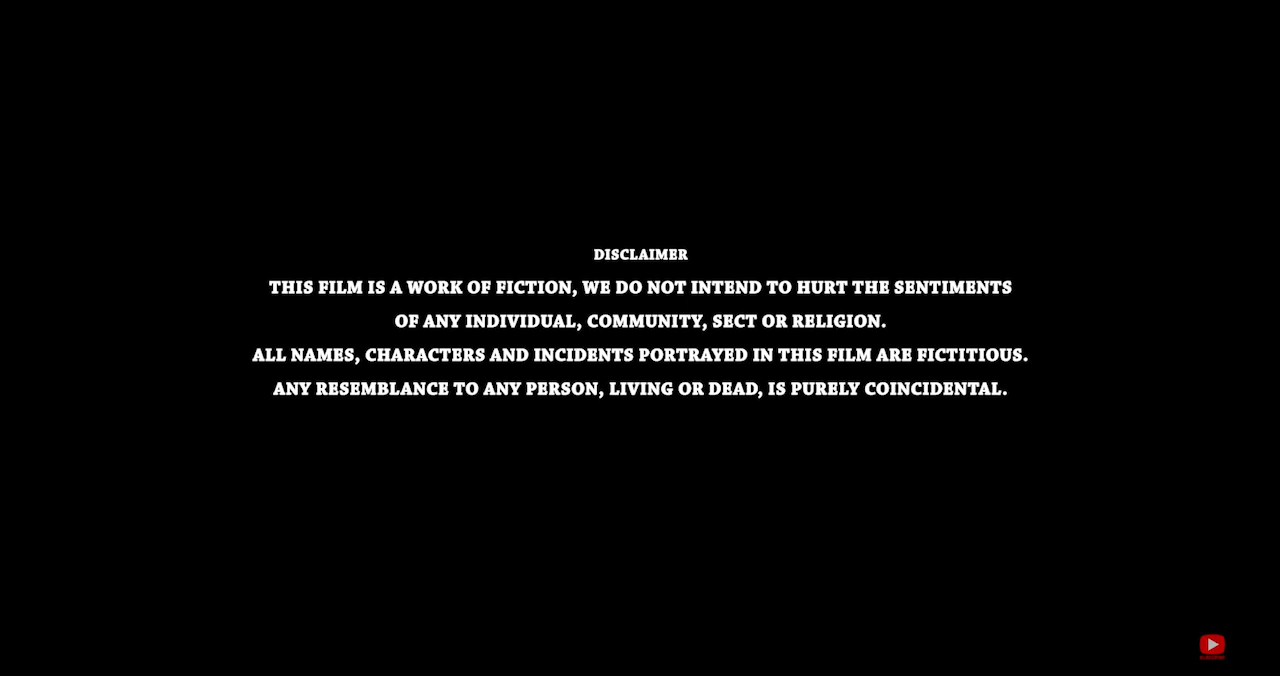 DISCLAIMER
THIS FILM IS A WORK OF FICTION, WE DO NOT INTEND TO HURT THE SENTIMENTS
OF ANY INDIVIDUAL, COMMUNITY, SECT OR RELIGION.
ALL NAMES, CHARACTERS AND INCIDENTS PORTRAYED IN THIS FILM ARE FICTITIOUS.
ANY RESEMBLANCE TO ANY PERSON, LIVING OR DEAD, IS PURELY COINCIDENTAL.